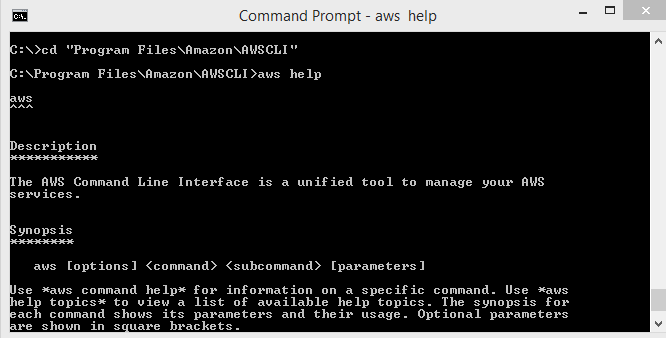 Command Prompt - aws help
C:\>cd "Program Files\Amazon\AWSCLI"
C:\Program Files\Amazon\AWSCLI>aws help
aws
^^^
Description
***********
The AWS Command Line Interface is a unified tool to manage your AWS
services.
Synopsis
********
aws [options] <command> <subcommand> [parameters]
Use *aws command help* for information on a specific command. Use *aws
help topics* to view a list of available help topics. The synopsis for
each command shows its parameters and their usage. Optional parameters
are shown in square brackets.